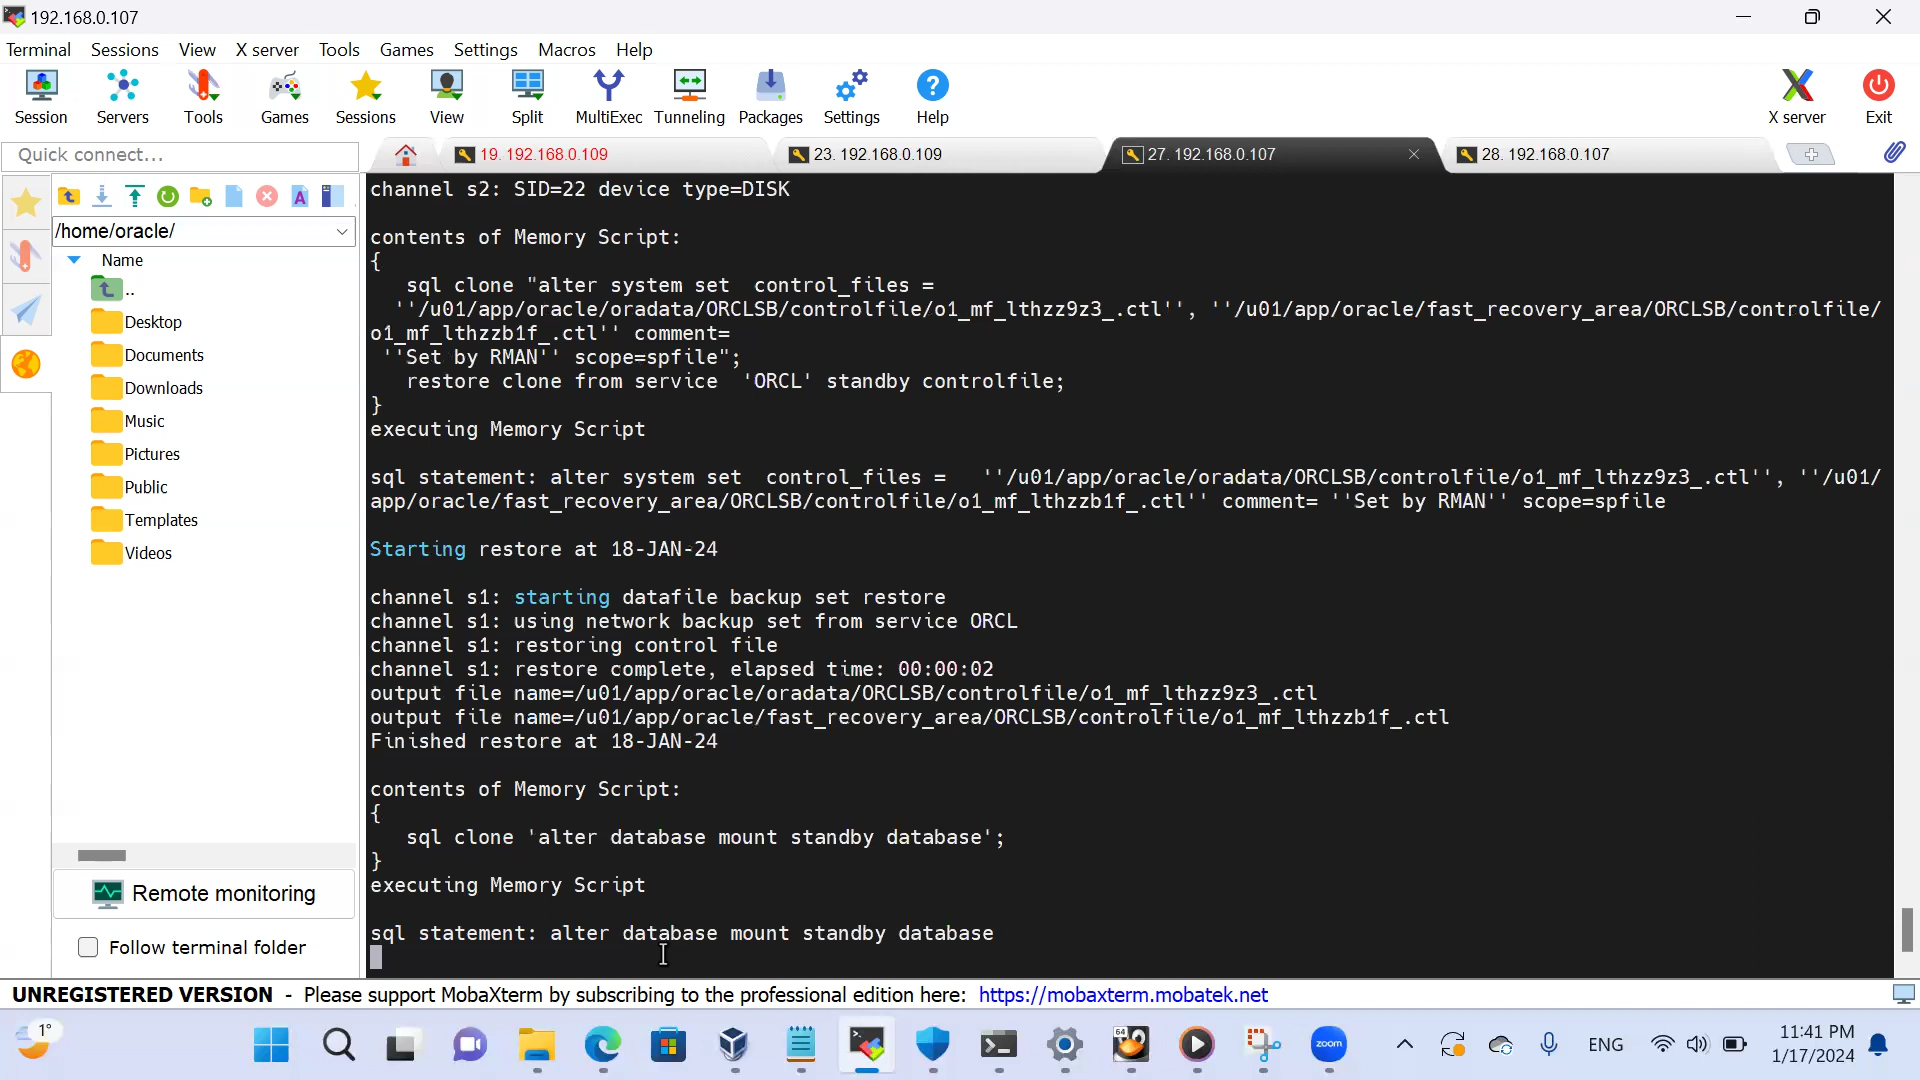 192.168.0.107
Terminal Sessions View X server Tools Games Settings Macros Help
Session Servers Tools Games Sessions View Split MultiExec Tunneling Packages Settings Help X server Exit
Quick connect...
19. 192.168.0.109
23. 192.168.0.109
27. 192.168.0.107
28. 192.168.0.107
/home/oracle/
Name
..
Desktop
Documents
Downloads
Music
Pictures
Public
Templates
Videos
Remote monitoring
Follow terminal folder
channel s2: SID=22 device type=DISK
contents of Memory Script:
{
sql clone "alter system set  control_files =
''/u01/app/oracle/oradata/ORCLSB/controlfile/o1_mf_lthzz9z3_.ctl'', ''/u01/app/oracle/fast_recovery_area/ORCLSB/controlfile/
o1_mf_lthzzb1f_.ctl'' comment=
''Set by RMAN'' scope=spfile";
restore clone from service  'ORCL' standby controlfile;
}
executing Memory Script
sql statement: alter system set  control_files =   ''/u01/app/oracle/oradata/ORCLSB/controlfile/o1_mf_lthzz9z3_.ctl'', ''/u01/
app/oracle/fast_recovery_area/ORCLSB/controlfile/o1_mf_lthzzb1f_.ctl'' comment= ''Set by RMAN'' scope=spfile
Starting restore at 18-JAN-24
channel s1: starting datafile backup set restore
channel s1: using network backup set from service ORCL
channel s1: restoring control file
channel s1: restore complete, elapsed time: 00:00:02
output file name=/u01/app/oracle/oradata/ORCLSB/controlfile/o1_mf_lthzz9z3_.ctl
output file name=/u01/app/oracle/fast_recovery_area/ORCLSB/controlfile/o1_mf_lthzzb1f_.ctl
Finished restore at 18-JAN-24
contents of Memory Script:
{
sql clone 'alter database mount standby database';
}
executing Memory Script
sql statement: alter database mount standby database
UNREGISTERED VERSION - Please support MobaXterm by subscribing to the professional edition here: https://mobaxterm.mobatek.net
1°
64
zoom
ENG
11:41 PM
1/17/2024